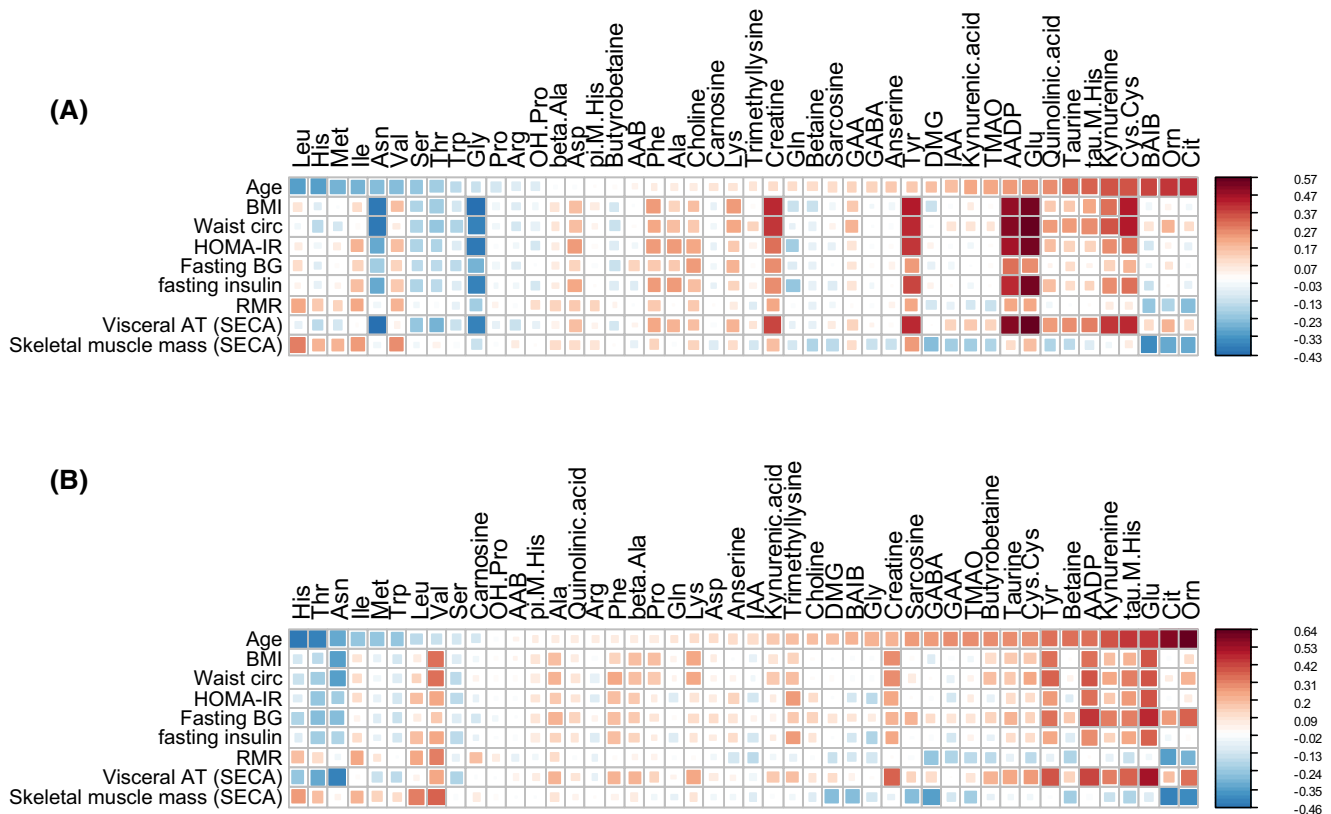 (A)
Leu His Met Ile Asn Val Ser Thr Trp Gly Pro Arg OH.Pro beta.Ala Asp pi.M.His Butyrobetaine AAB Phe Ala Choline Carnosine Lys Trimethyllysine Creatine Gln Betaine Sarcosine GAA GABA Anserine Tyr DMG IAA Kynurenic.acid TMAO AADP Glu Quinolinic.acid Taurine tau.M.His Kynurenine Cys.Cys BAIB Orn Cit
Age
BMI
Waist circ
HOMA-IR
Fasting BG
fasting insulin
RMR
Visceral AT (SECA)
Skeletal muscle mass (SECA)
0.57
0.47
0.37
0.27
0.17
0.07
-0.03
-0.13
-0.23
-0.33
-0.43
(B)
His Thr Asn Ile Met Trp Leu Val Ser Carnosine OH.Pro AAB pi.M.His Ala Quinolinic.acid Arg Phe beta.Ala Pro Gln Lys Asp Anserine IAA Kynurenic.acid Trimethyllysine Choline DMG BAIB Gly Creatine Sarcosine GABA GAA TMAO Butyrobetaine Taurine Cys.Cys Tyr Betaine AADP Kynurenine tau.M.His Glu Cit Orn
Age
BMI
Waist circ
HOMA-IR
Fasting BG
fasting insulin
RMR
Visceral AT (SECA)
Skeletal muscle mass (SECA)
0.64
0.52
0.42
0.31
0.2
0.09
-0.02
-0.13
-0.24
-0.35
-0.46